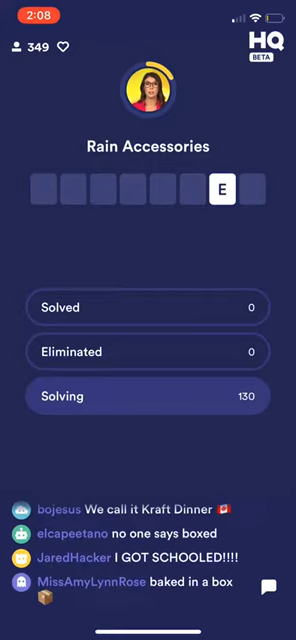 2:08
349
HQ
BETA
Rain Accessories
E
Solved 0
Eliminated 0
Solving 130
bojesus We call it Kraft Dinner 🇨🇦
elcapeetano no one says boxed
JaredHacker I GOT SCHOOLED!!!!
MissAmyLynnRose baked in a box
📦